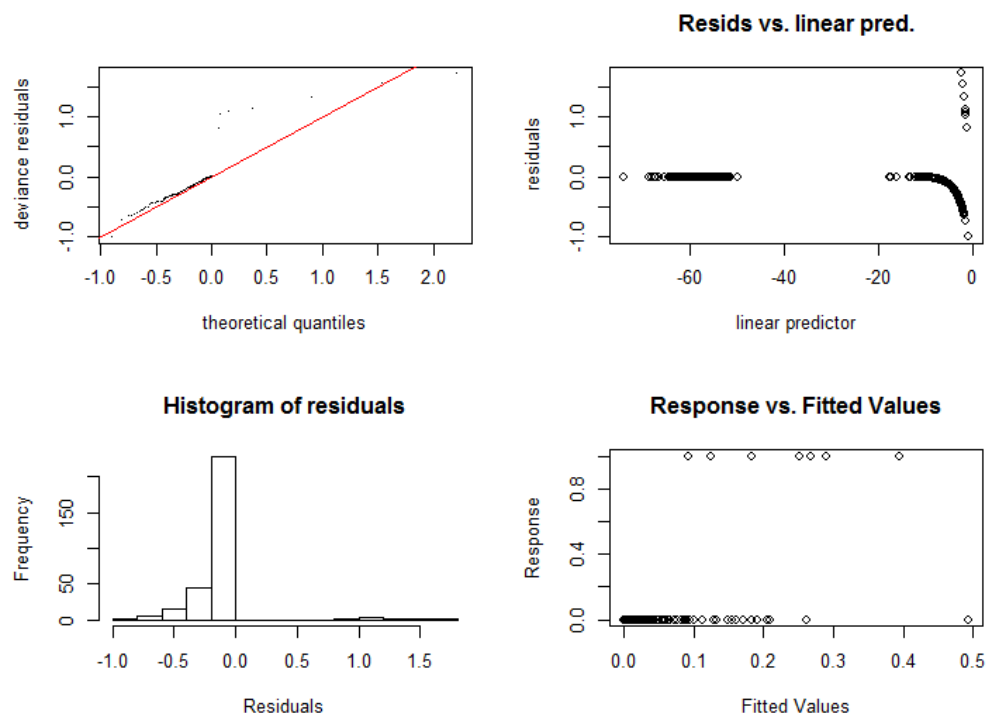 deviance residuals
1.0
0.0
-1.0
-1.0 -0.5 0.0 0.5 1.0 1.5 2.0
theoretical quantiles
Resids vs. linear pred.
residuals
1.0
0.0
-1.0
-60 -40 -20 0
linear predictor
Histogram of residuals
Frequency
150
50
0
-1.0 -0.5 0.0 0.5 1.0 1.5
Residuals
Response vs. Fitted Values
Response
0.8
0.4
0.0
0.0 0.1 0.2 0.3 0.4 0.5
Fitted Values